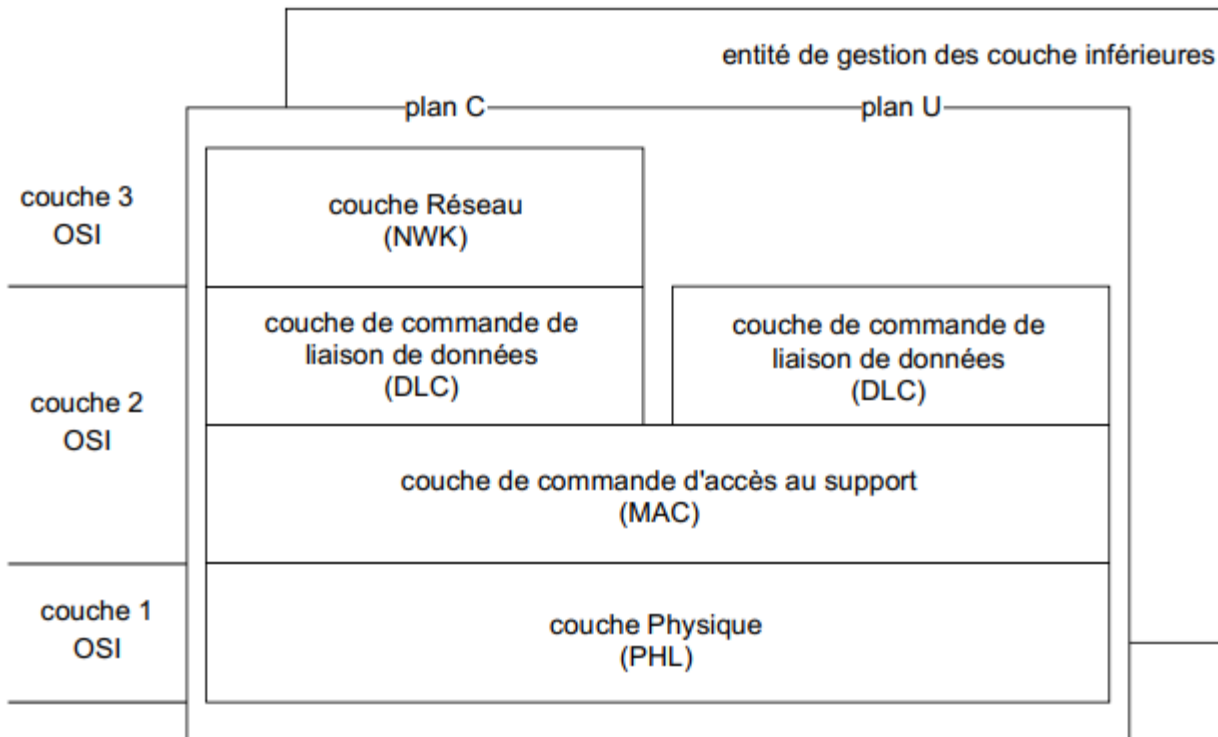 entité de gestion des couche inférieures
plan C
plan U
couche 3
OSI
couche Réseau
(NWK)
couche 2
OSI
couche de commande de
liaison de données
(DLC)
couche de commande de
liaison de données
(DLC)
couche de commande d'accès au support
(MAC)
couche 1
OSI
couche Physique
(PHL)